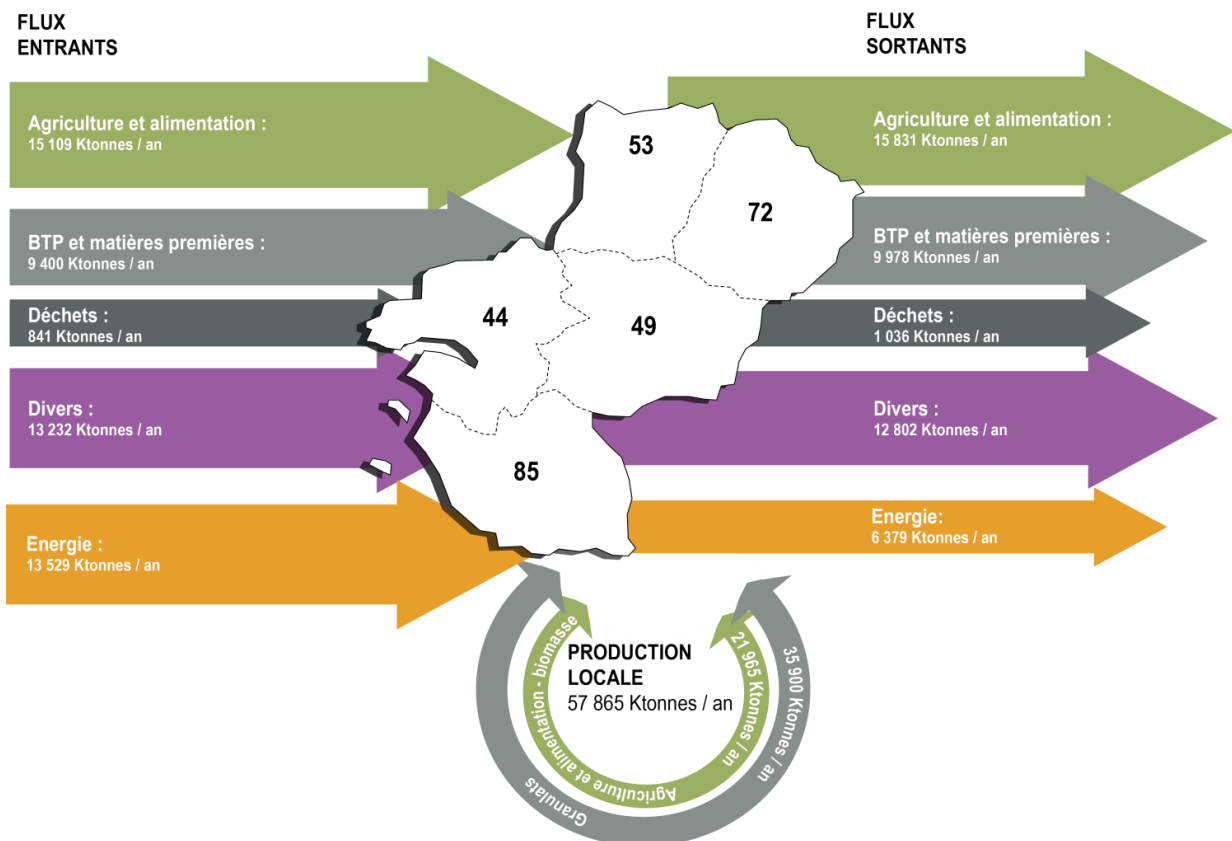 FLUX
ENTRANTS
Agriculture et alimentation :
15 109 Ktonnes / an
BTP et matières premières :
9 400 Ktonnes / an
Déchets :
841 Ktonnes / an
Divers :
13 232 Ktonnes / an
Energie :
13 529 Ktonnes / an
53
72
44
49
85
FLUX
SORTANTS
Agriculture et alimentation :
15 831 Ktonnes / an
BTP et matières premières :
9 978 Ktonnes / an
Déchets :
1 036 Ktonnes / an
Divers :
12 802 Ktonnes / an
Energie:
6 379 Ktonnes / an
PRODUCTION
LOCALE
57 865 Ktonnes / an
Agriculture et alimentation - biomasse
21 965 Ktonnes / an
Granulats
35 900 Ktonnes / an